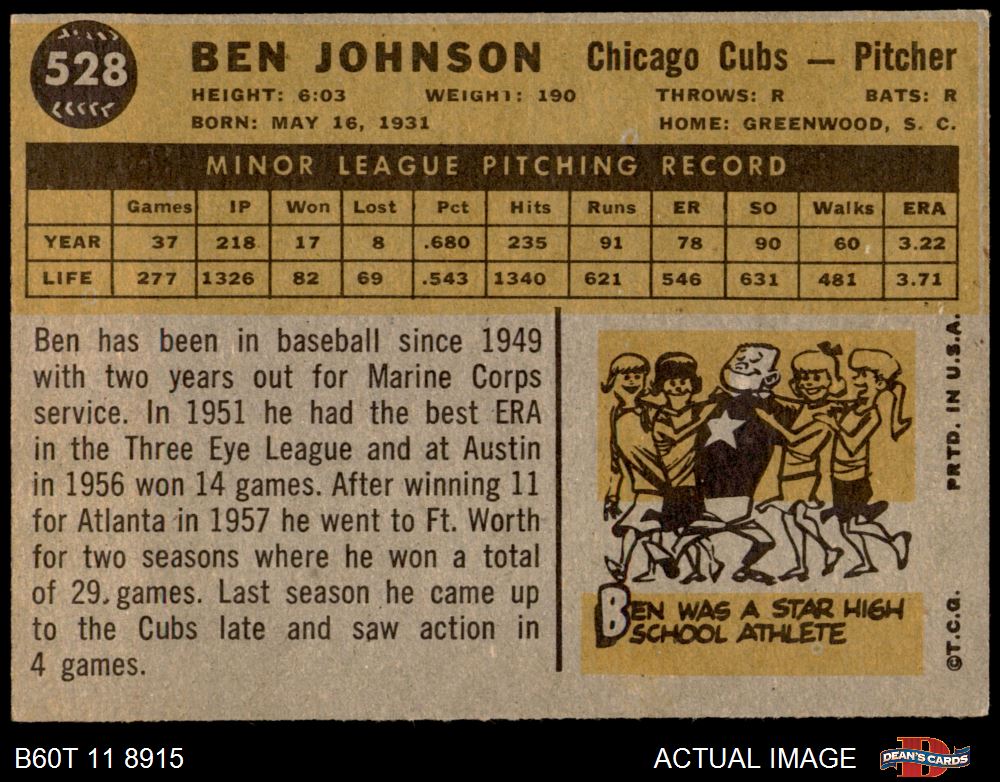 528
BEN JOHNSON Chicago Cubs — Pitcher
HEIGHT: 6:03 WEIGHT: 190 THROWS: R BATS: R
BORN: MAY 16, 1931 HOME: GREENWOOD, S. C.
MINOR LEAGUE PITCHING RECORD
Games IP Won Lost Pct Hits Runs ER SO Walks ERA
YEAR 37 218 17 8 .680 235 91 78 90 60 3.22
LIFE 277 1326 82 69 .543 1340 621 546 631 481 3.71
Ben has been in baseball since 1949
with two years out for Marine Corps
service. In 1951 he had the best ERA
in the Three Eye League and at Austin
in 1956 won 14 games. After winning 11
for Atlanta in 1957 he went to Ft. Worth
for two seasons where he won a total
of 29 games. Last season he came up
to the Cubs late and saw action in
4 games.
BEN WAS A STAR HIGH
SCHOOL ATHLETE
©T.C.G. PRTD. IN U.S.A.
B60T 11 8915 ACTUAL IMAGE DEAN'S CARDS